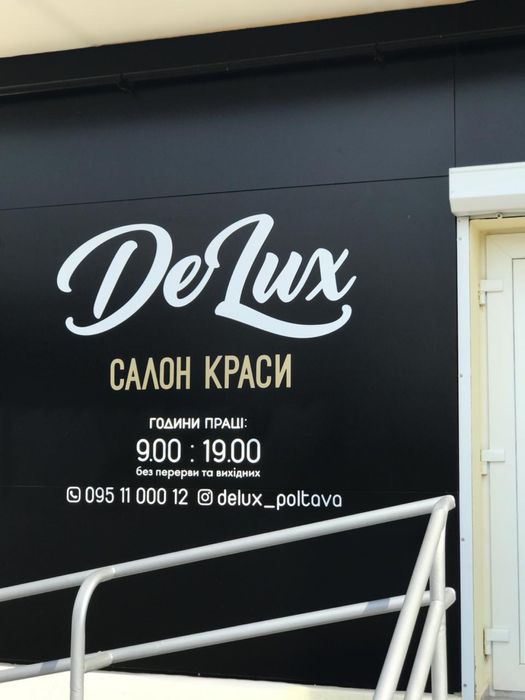 DeLux
САЛОН КРАСИ
ГОДИНИ ПРАЦІ:
9.00 : 19.00
без перерви та вихідних
095 11 000 12 delux_poltava